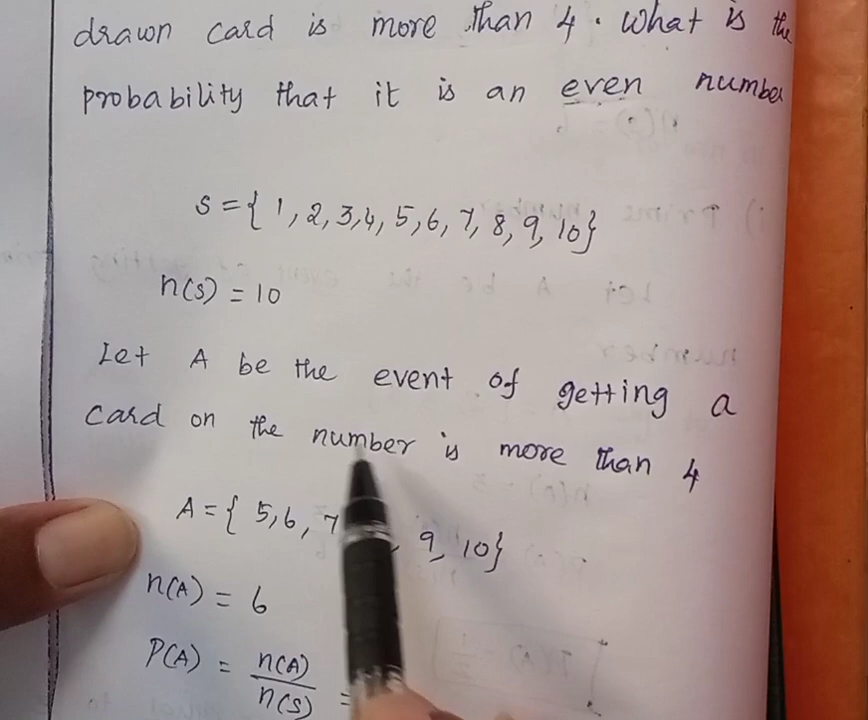 drawn card is more than 4. What is the
probability that it is an even number
S = { 1, 2, 3, 4, 5, 6, 7, 8, 9, 10}
n(S) = 10
Let A be the event of getting a
card on the number is more than 4
A = { 5, 6, 7 , 9, 10}
n(A) = 6
P(A) = n(A) / n(S) =